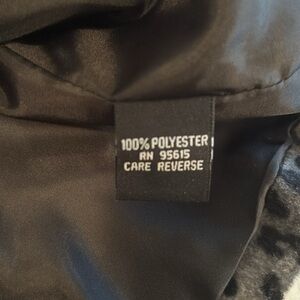 100% POLYESTER
RN 95615
CARE REVERSE